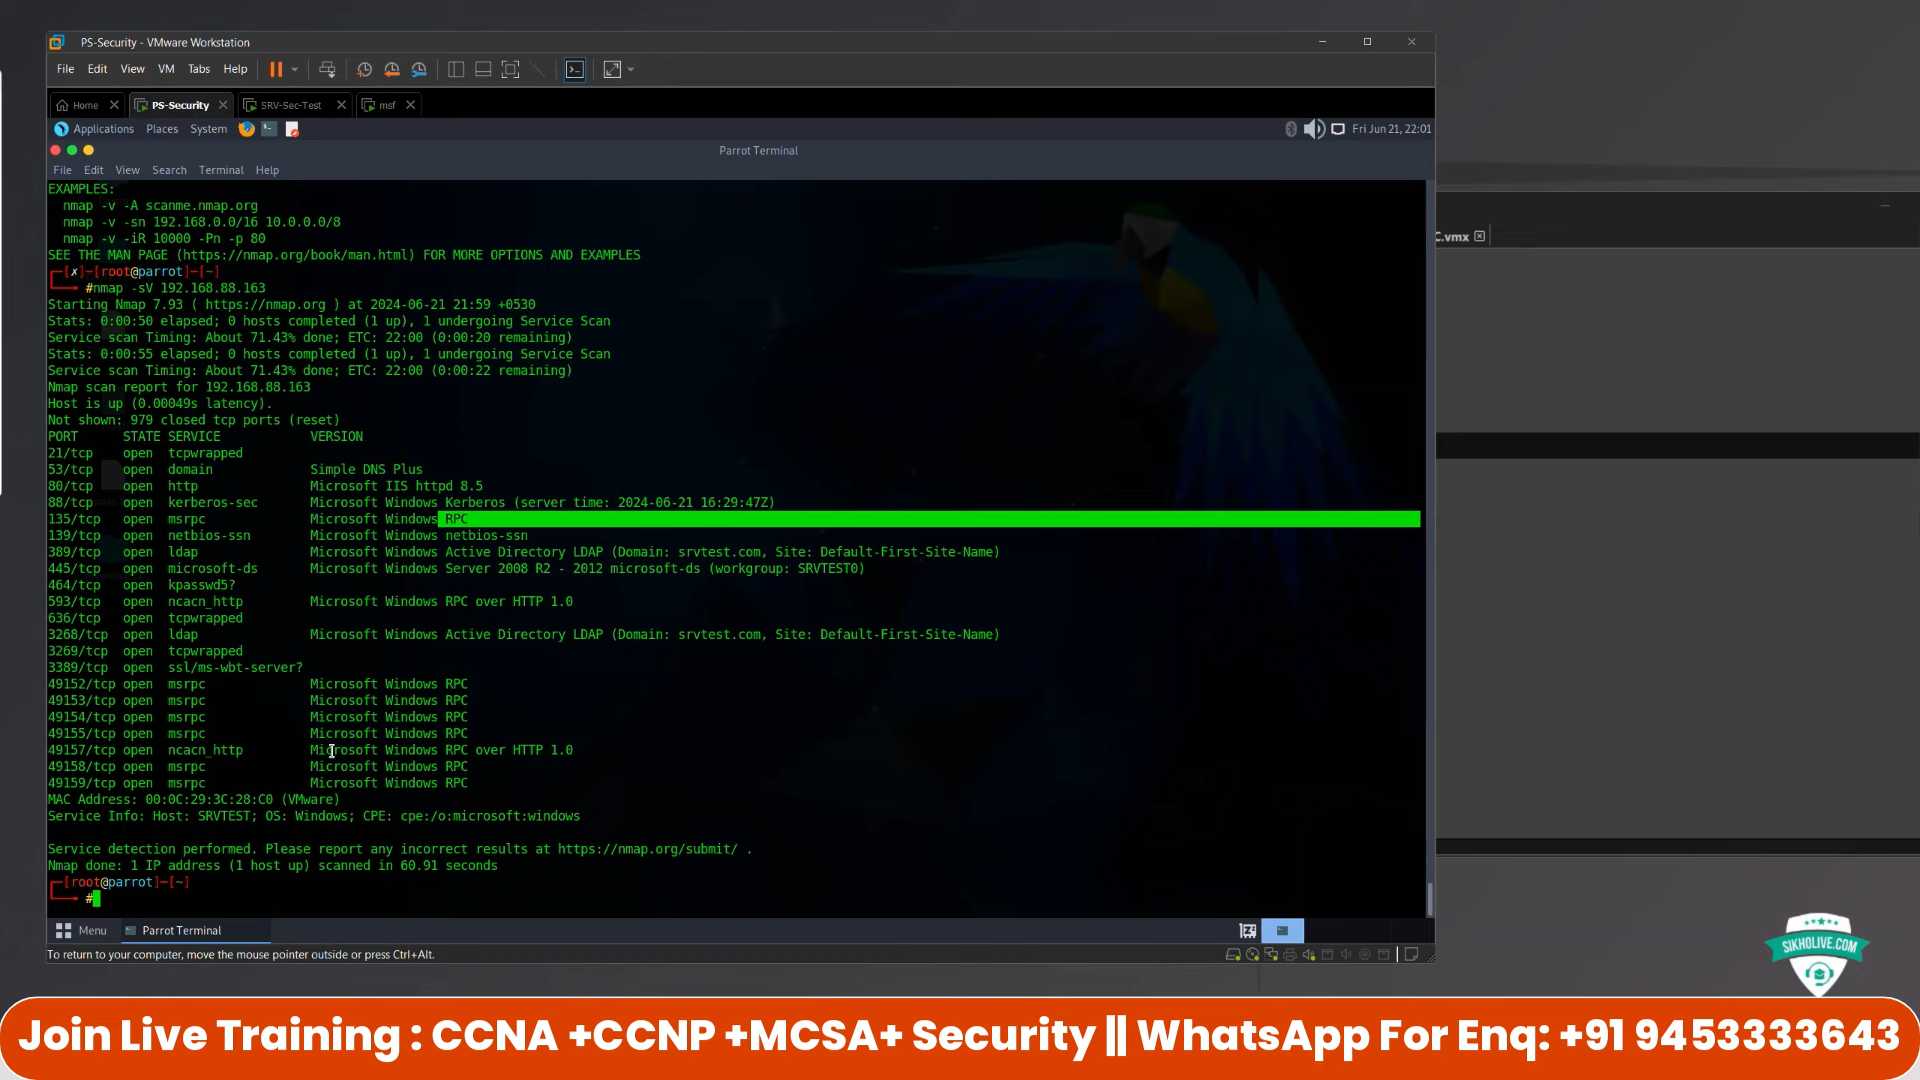 PS-Security - VMware Workstation
File Edit View VM Tabs Help
Home PS-Security SRV-Sec-Test msf
Applications Places System Fri Jun 21, 22:01
Parrot Terminal
File Edit View Search Terminal Help
EXAMPLES:
nmap -v -A scanme.nmap.org
nmap -v -sn 192.168.0.0/16 10.0.0.0/8
nmap -v -iR 10000 -Pn -p 80
SEE THE MAN PAGE (https://nmap.org/book/man.html) FOR MORE OPTIONS AND EXAMPLES
[✗]-[root@parrot]-[~]
#nmap -sV 192.168.88.163
Starting Nmap 7.93 ( https://nmap.org ) at 2024-06-21 21:59 +0530
Stats: 0:00:50 elapsed; 0 hosts completed (1 up), 1 undergoing Service Scan
Service scan Timing: About 71.43% done; ETC: 22:00 (0:00:20 remaining)
Stats: 0:00:55 elapsed; 0 hosts completed (1 up), 1 undergoing Service Scan
Service scan Timing: About 71.43% done; ETC: 22:00 (0:00:22 remaining)
Nmap scan report for 192.168.88.163
Host is up (0.00049s latency).
Not shown: 979 closed tcp ports (reset)
PORT STATE SERVICE VERSION
21/tcp open tcpwrapped
53/tcp open domain Simple DNS Plus
80/tcp open http Microsoft IIS httpd 8.5
88/tcp open kerberos-sec Microsoft Windows Kerberos (server time: 2024-06-21 16:29:47Z)
135/tcp open msrpc Microsoft Windows RPC
139/tcp open netbios-ssn Microsoft Windows netbios-ssn
389/tcp open ldap Microsoft Windows Active Directory LDAP (Domain: srvtest.com, Site: Default-First-Site-Name)
445/tcp open microsoft-ds Microsoft Windows Server 2008 R2 - 2012 microsoft-ds (workgroup: SRVTEST0)
464/tcp open kpasswd5?
593/tcp open ncacn_http Microsoft Windows RPC over HTTP 1.0
636/tcp open tcpwrapped
3268/tcp open ldap Microsoft Windows Active Directory LDAP (Domain: srvtest.com, Site: Default-First-Site-Name)
3269/tcp open tcpwrapped
3389/tcp open ssl/ms-wbt-server?
49152/tcp open msrpc Microsoft Windows RPC
49153/tcp open msrpc Microsoft Windows RPC
49154/tcp open msrpc Microsoft Windows RPC
49155/tcp open msrpc Microsoft Windows RPC
49157/tcp open ncacn_http Microsoft Windows RPC over HTTP 1.0
49158/tcp open msrpc Microsoft Windows RPC
49159/tcp open msrpc Microsoft Windows RPC
MAC Address: 00:0C:29:3C:28:C0 (VMware)
Service Info: Host: SRVTEST; OS: Windows; CPE: cpe:/o:microsoft:windows
Service detection performed. Please report any incorrect results at https://nmap.org/submit/ .
Nmap done: 1 IP address (1 host up) scanned in 60.91 seconds
[root@parrot]-[~]
#
Menu Parrot Terminal
To return to your computer, move the mouse pointer outside or press Ctrl+Alt.
C.vmx
SIKHOLIVE.COM
Join Live Training : CCNA +CCNP +MCSA+ Security || WhatsApp For Enq: +91 9453333643